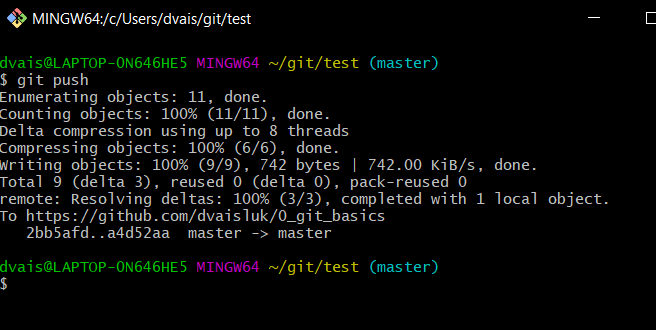 MINGW64:/c/Users/dvais/git/test
dvais@LAPTOP-0N646HE5 MINGW64 ~/git/test (master)
$ git push
Enumerating objects: 11, done.
Counting objects: 100% (11/11), done.
Delta compression using up to 8 threads
Compressing objects: 100% (6/6), done.
Writing objects: 100% (9/9), 742 bytes | 742.00 KiB/s, done.
Total 9 (delta 3), reused 0 (delta 0), pack-reused 0
remote: Resolving deltas: 100% (3/3), completed with 1 local object.
To https://github.com/dvaisluk/0_git_basics
   2bb5afd..a4d52aa  master -> master
dvais@LAPTOP-0N646HE5 MINGW64 ~/git/test (master)
$